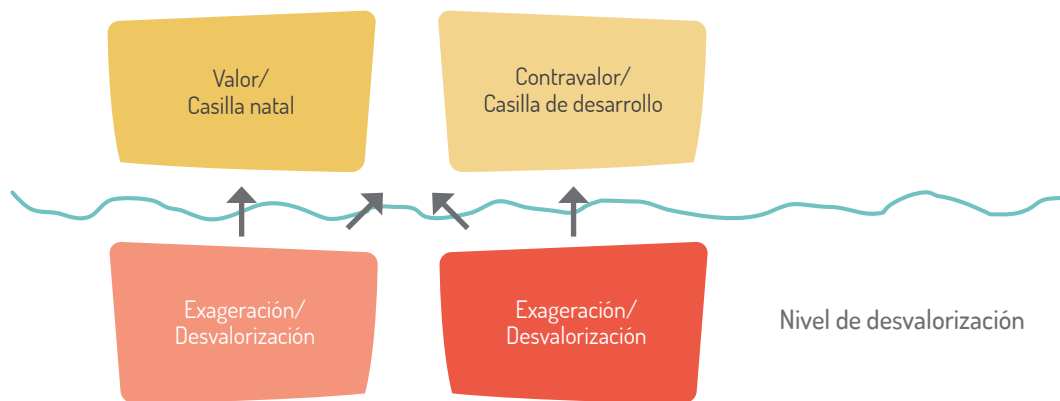 Valor/
Casilla natal
Contravalor/
Casilla de desarrollo
Exageración/
Desvalorización
Exageración/
Desvalorización
Nivel de desvalorización